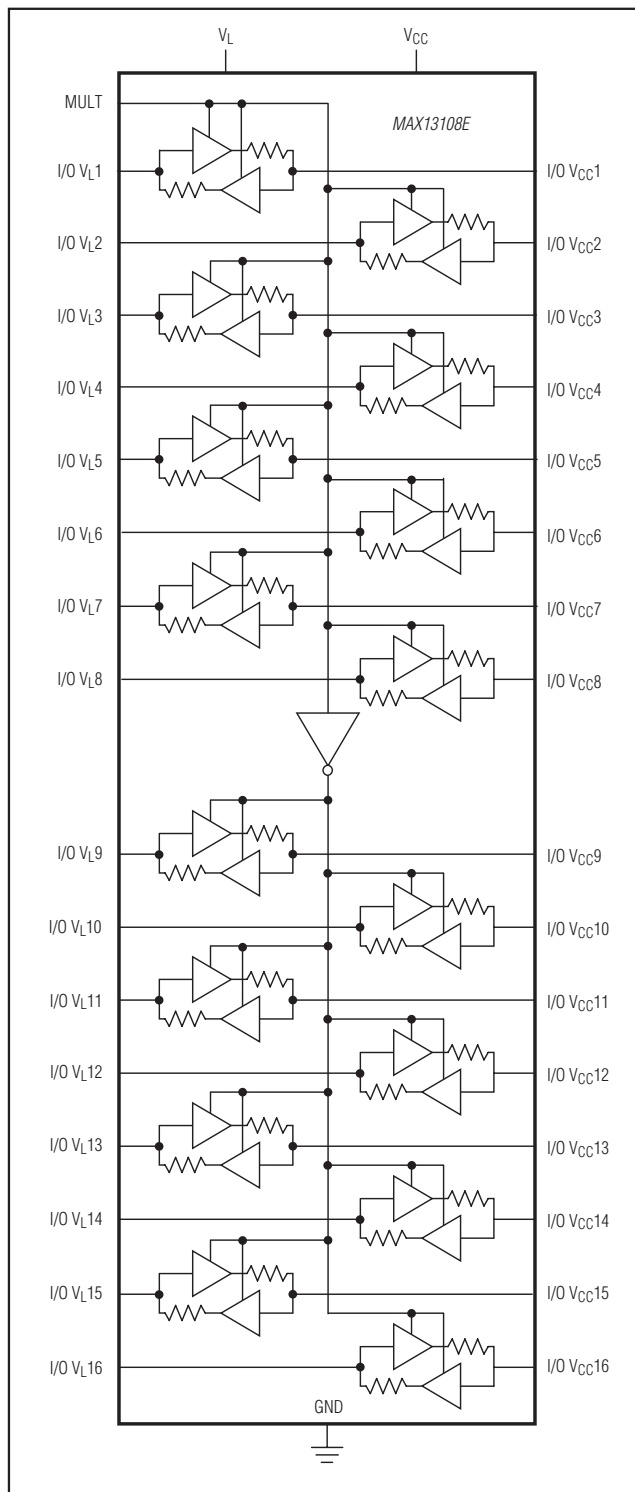 VL VCC
MULT
MAX13108E
I/O VL1 I/O VCC1
I/O VL2 I/O VCC2
I/O VL3 I/O VCC3
I/O VL4 I/O VCC4
I/O VL5 I/O VCC5
I/O VL6 I/O VCC6
I/O VL7 I/O VCC7
I/O VL8 I/O VCC8
I/O VL9 I/O VCC9
I/O VL10 I/O VCC10
I/O VL11 I/O VCC11
I/O VL12 I/O VCC12
I/O VL13 I/O VCC13
I/O VL14 I/O VCC14
I/O VL15 I/O VCC15
I/O VL16 I/O VCC16
GND